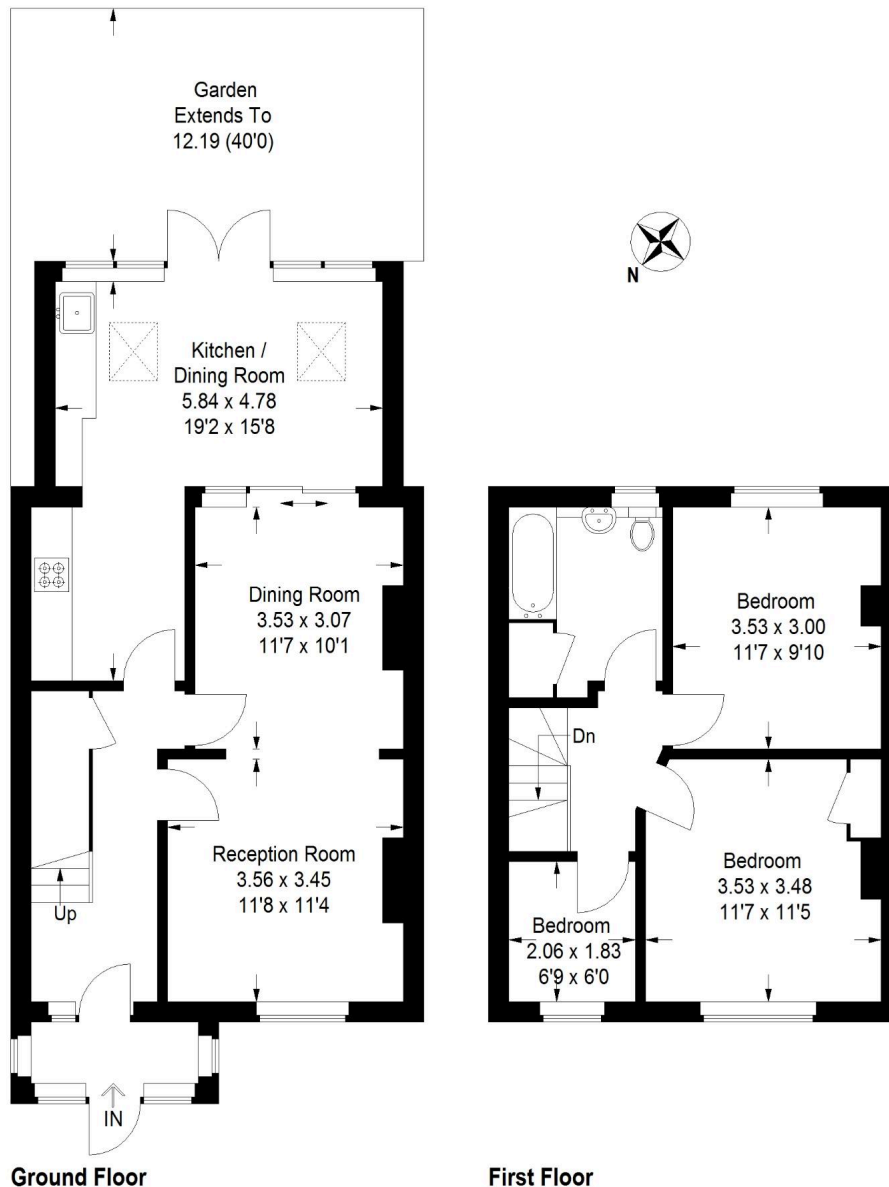 Garden
Extends To
12.19 (40'0)
N
Kitchen /
Dining Room
5.84 x 4.78
19'2 x 15'8
Dining Room
3.53 x 3.07
11'7 x 10'1
Reception Room
3.56 x 3.45
11'8 x 11'4
Up
IN
Ground Floor
Bedroom
3.53 x 3.00
11'7 x 9'10
Dn
Bedroom
3.53 x 3.48
11'7 x 11'5
Bedroom
2.06 x 1.83
6'9 x 6'0
First Floor